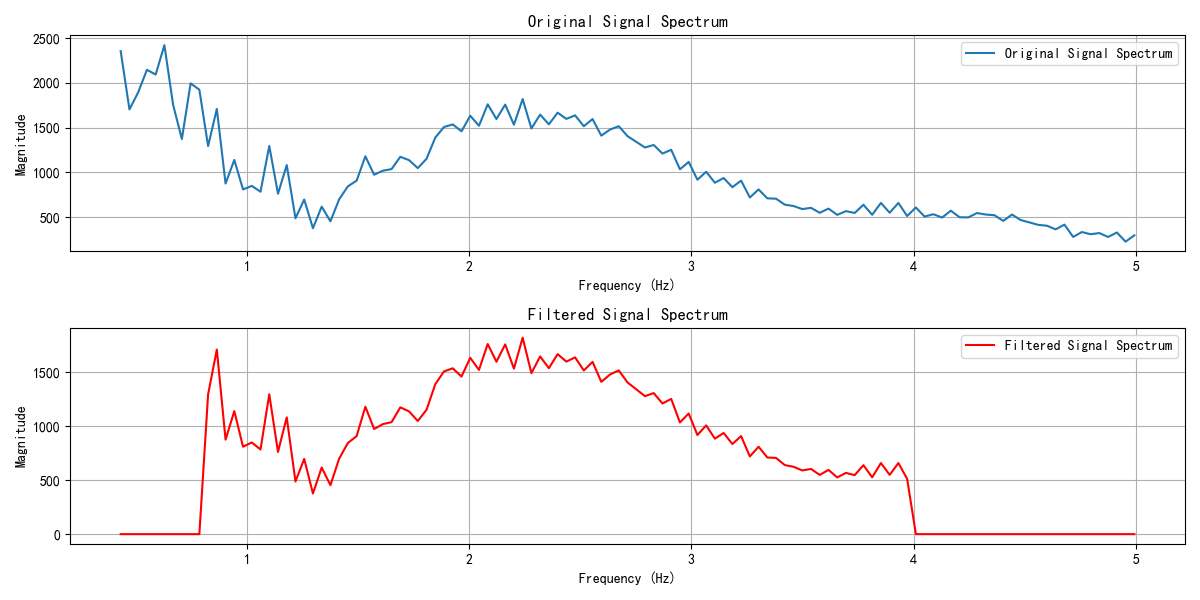 Original Signal Spectrum
2500
2000
1500
1000
500
Magnitude
Original Signal Spectrum
1 2 3 4 5
Frequency (Hz)
Filtered Signal Spectrum
1500
1000
500
0
Magnitude
Filtered Signal Spectrum
1 2 3 4 5
Frequency (Hz)